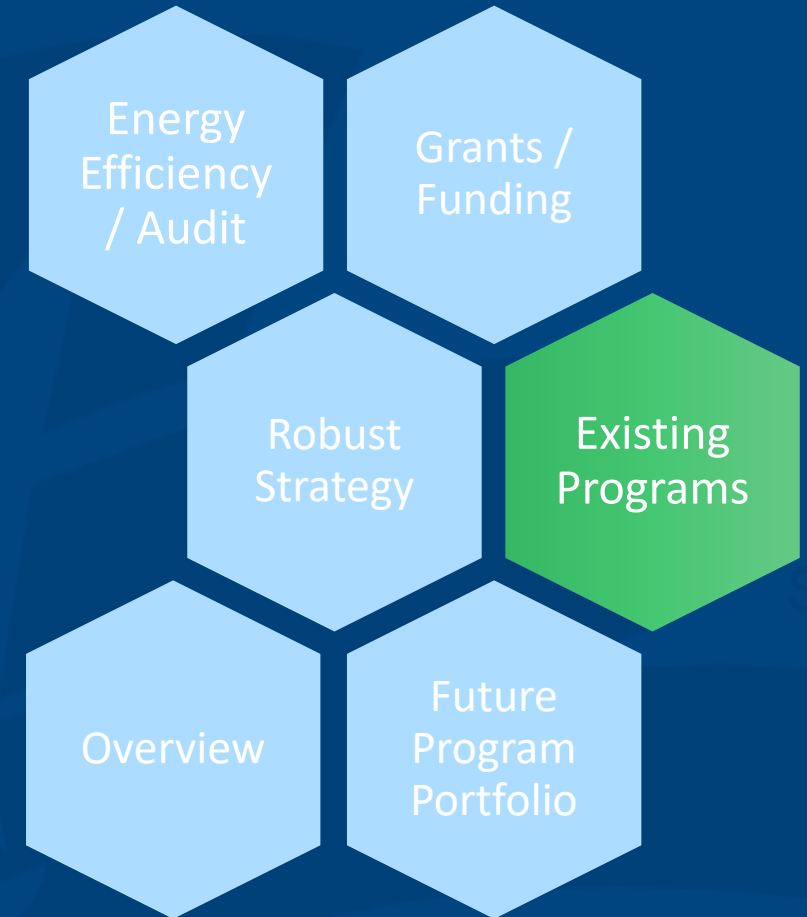 Energy
Efficiency
/ Audit
Grants /
Funding
Robust
Strategy
Existing
Programs
Overview
Future
Program
Portfolio